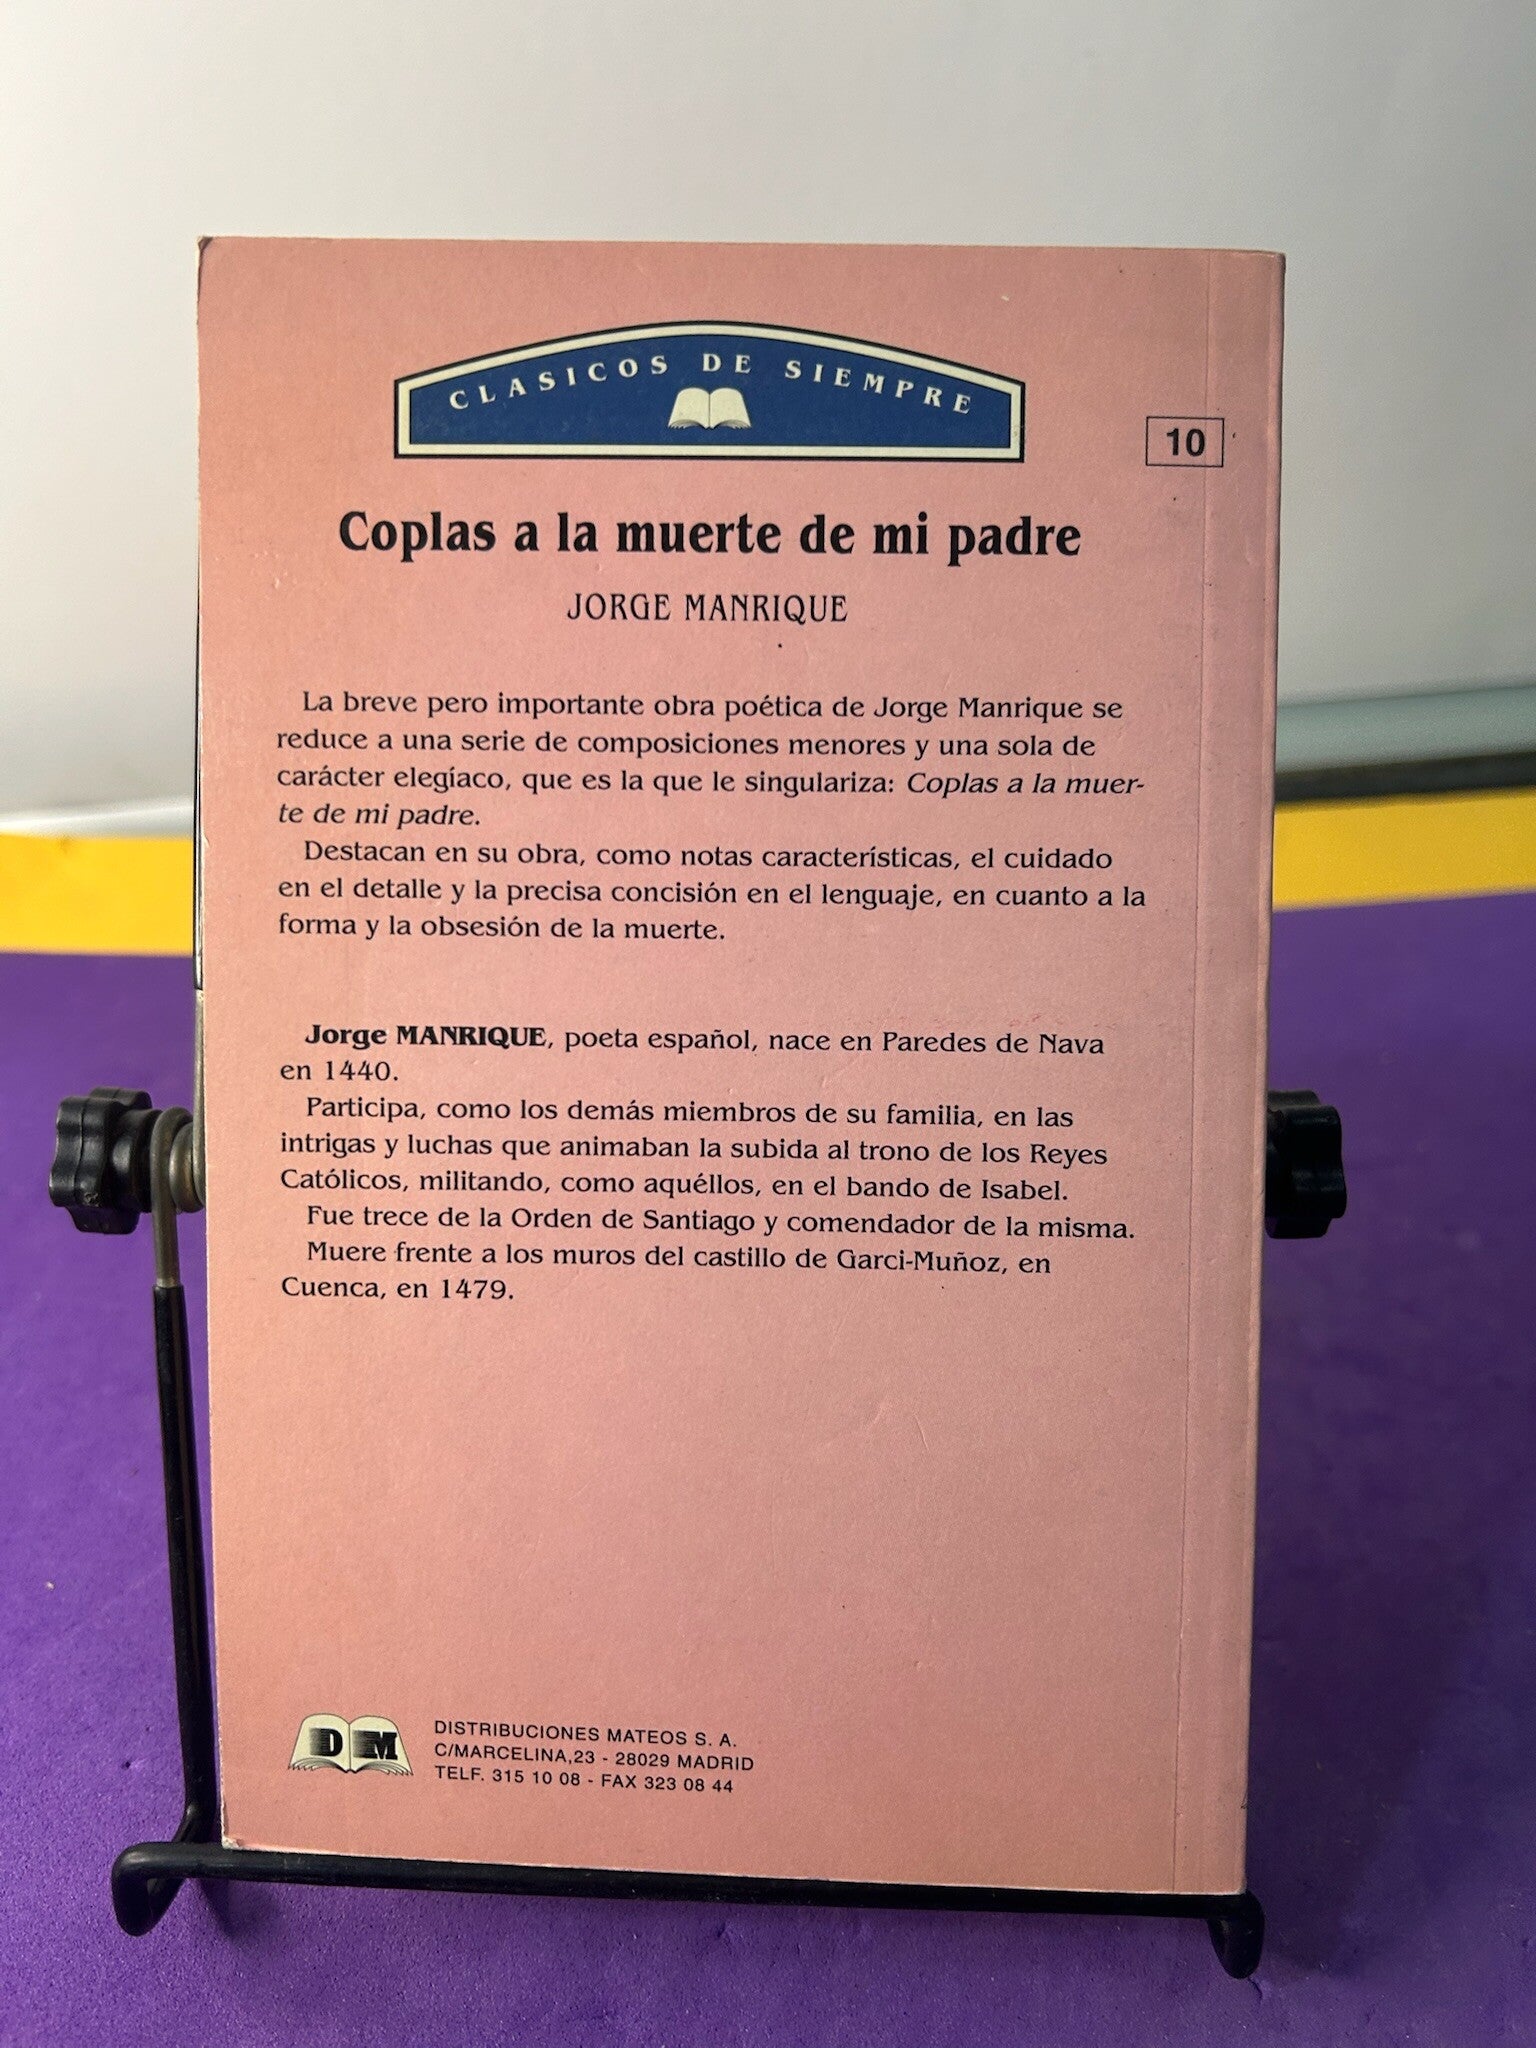 CLASICOS DE SIEMPRE
10
Coplas a la muerte de mi padre
JORGE MANRIQUE
La breve pero importante obra poética de Jorge Manrique se
reduce a una serie de composiciones menores y una sola de
carácter elegíaco, que es la que le singulariza: Coplas a la muer-
te de mi padre.
Destacan en su obra, como notas características, el cuidado
en el detalle y la precisa concisión en el lenguaje, en cuanto a la
forma y la obsesión de la muerte.
Jorge MANRIQUE, poeta español, nace en Paredes de Nava
en 1440.
Participa, como los demás miembros de su familia, en las
intrigas y luchas que animaban la subida al trono de los Reyes
Católicos, militando, como aquéllos, en el bando de Isabel.
Fue trece de la Orden de Santiago y comendador de la misma.
Muere frente a los muros del castillo de Garci-Muñoz, en
Cuenca, en 1479.
DM
DISTRIBUCIONES MATEOS S. A.
C/MARCELINA,23 - 28029 MADRID
TELF. 315 10 08 - FAX 323 08 44